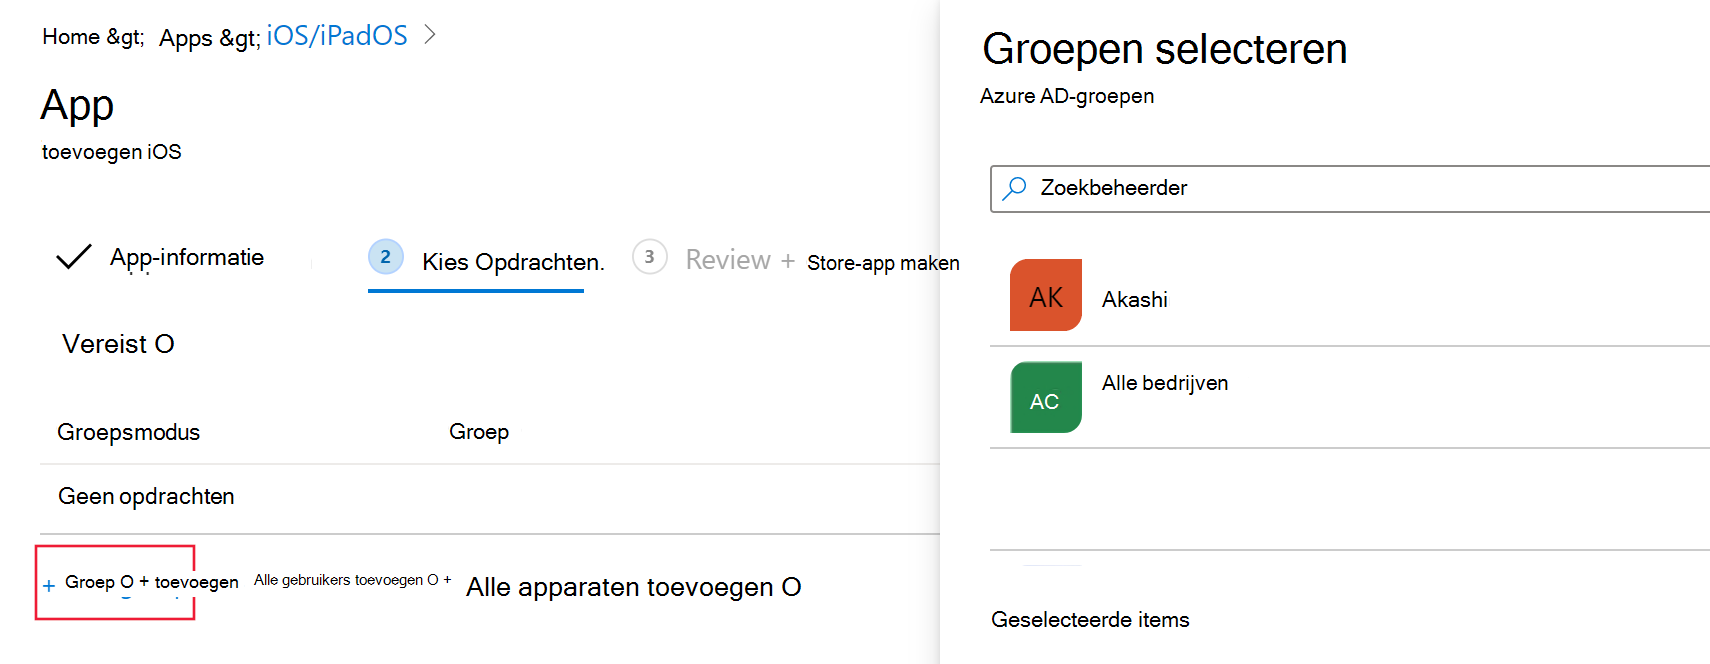 Home &gt; Apps &gt; iOS/iPadOS
App
toevoegen iOS
App-informatie
2 Kies Opdrachten.
3 Review + Store-app maken
Vereist O
Groepsmodus Groep
Geen opdrachten
+ Groep O + toevoegen Alle gebruikers toevoegen O + Alle apparaten toevoegen O
Groepen selecteren
Azure AD-groepen
Zoekbeheerder
AK Akashi
AC Alle bedrijven
Geselecteerde items